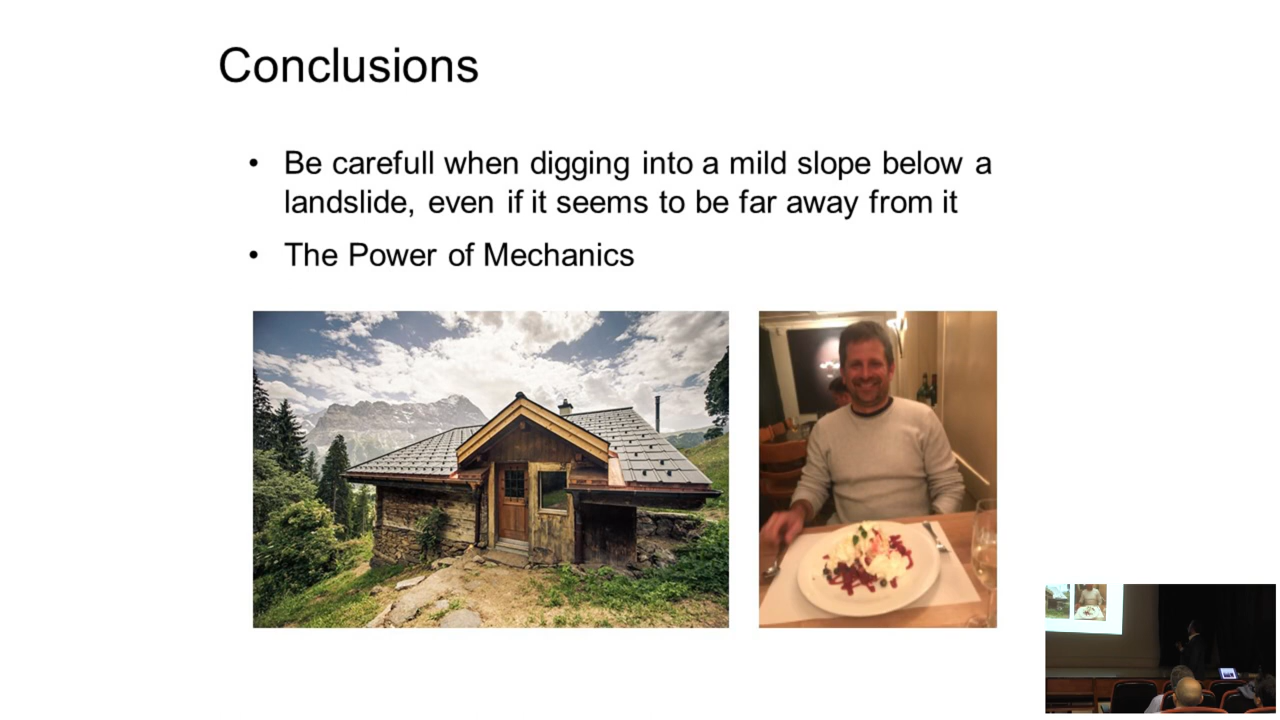 Conclusions
• Be carefull when digging into a mild slope below a
landslide, even if it seems to be far away from it
• The Power of Mechanics